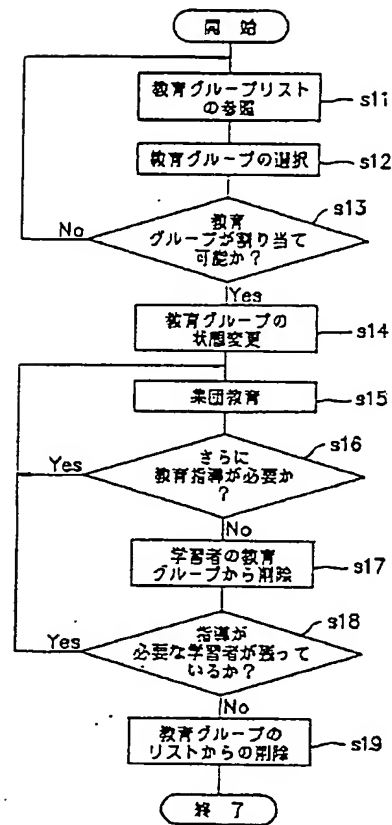 開始
教育グループリスト
の参照
s11
教育グループの選択
s12
s13
教育
グループが割り当て
可能か？
No
Yes
教育グループの
状態変更
s14
集団教育
s15
s16
さらに
教育指導が必要か
？
Yes
No
学習者の教育
グループから削除
s17
s18
指導が
必要な学習者が残って
いるか？
Yes
No
教育グループの
リストからの削除
s19
終了